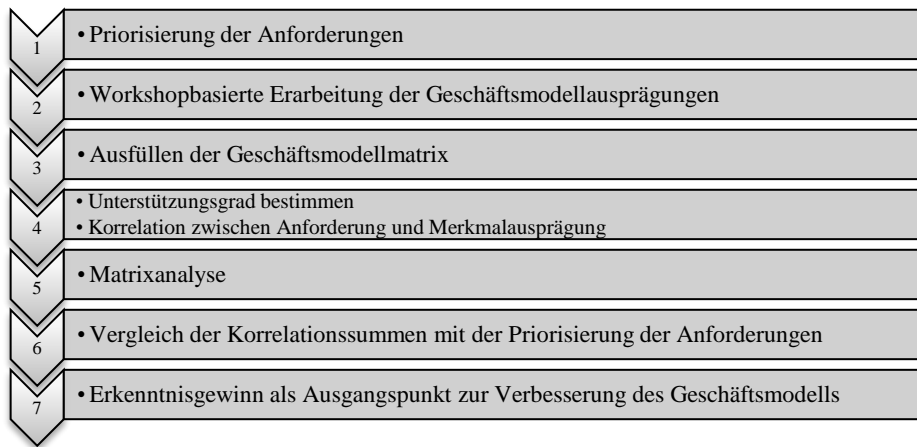 1 • Priorisierung der Anforderungen
2 • Workshopbasierte Erarbeitung der Geschäftsmodellausprägungen
3 • Ausfüllen der Geschäftsmodellmatrix
• Unterstützungsgrad bestimmen
4 • Korrelation zwischen Anforderung und Merkmalausprägung
5 • Matrixanalyse
6 • Vergleich der Korrelationssummen mit der Priorisierung der Anforderungen
7 • Erkenntnisgewinn als Ausgangspunkt zur Verbesserung des Geschäftsmodells